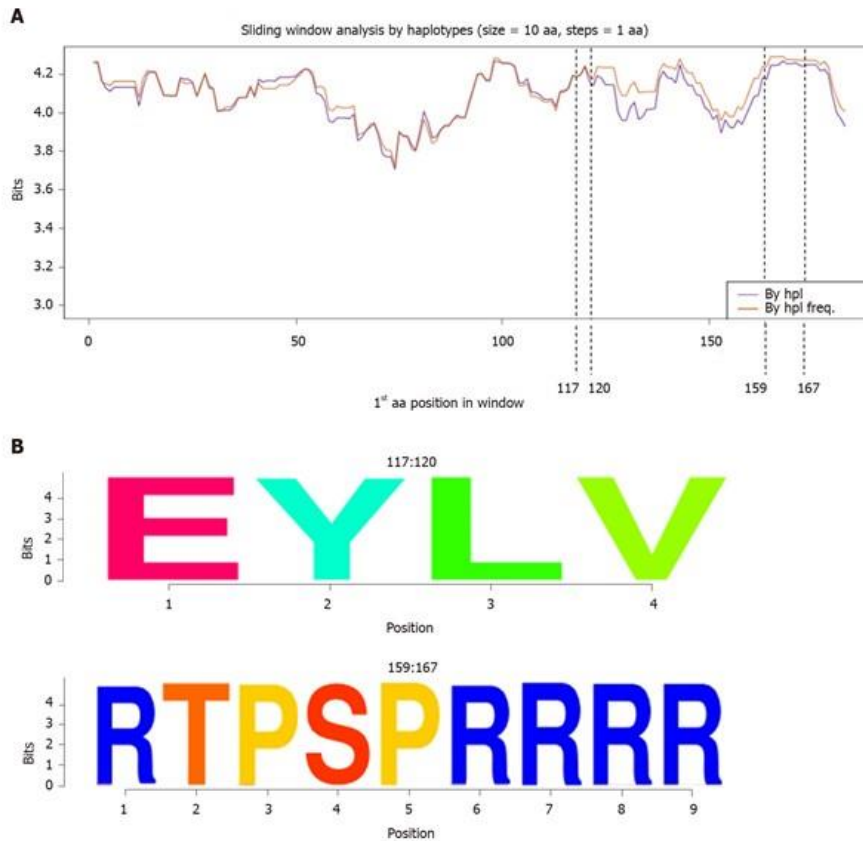 A
Sliding window analysis by haplotypes (size = 10 aa, steps = 1 aa)
4.2
4.0
3.8
3.6
3.4
3.2
3.0
Bits
By hpl
By hpl freq.
0 50 100 150
117 120 159 167
1st aa position in window
B
117:120
4
3
2
1
0
Bits
EYLV
1 2 3 4
Position
159:167
4
3
2
1
0
Bits
RTPSPRRRR
1 2 3 4 5 6 7 8 9
Position